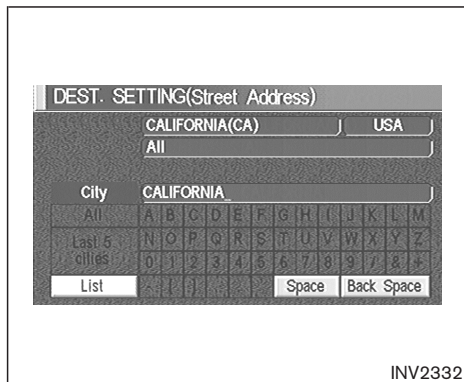 DEST. SETTING(Street Address)
CALIFORNIA(CA) USA
All
City CALIFORNIA_
All A B C D E F G H I J K L M
Last 5 cities N O P Q R S T U V W X Y Z
0 1 2 3 4 5 6 7 8 9 / & +
List - ( ) Space Back Space
INV2332